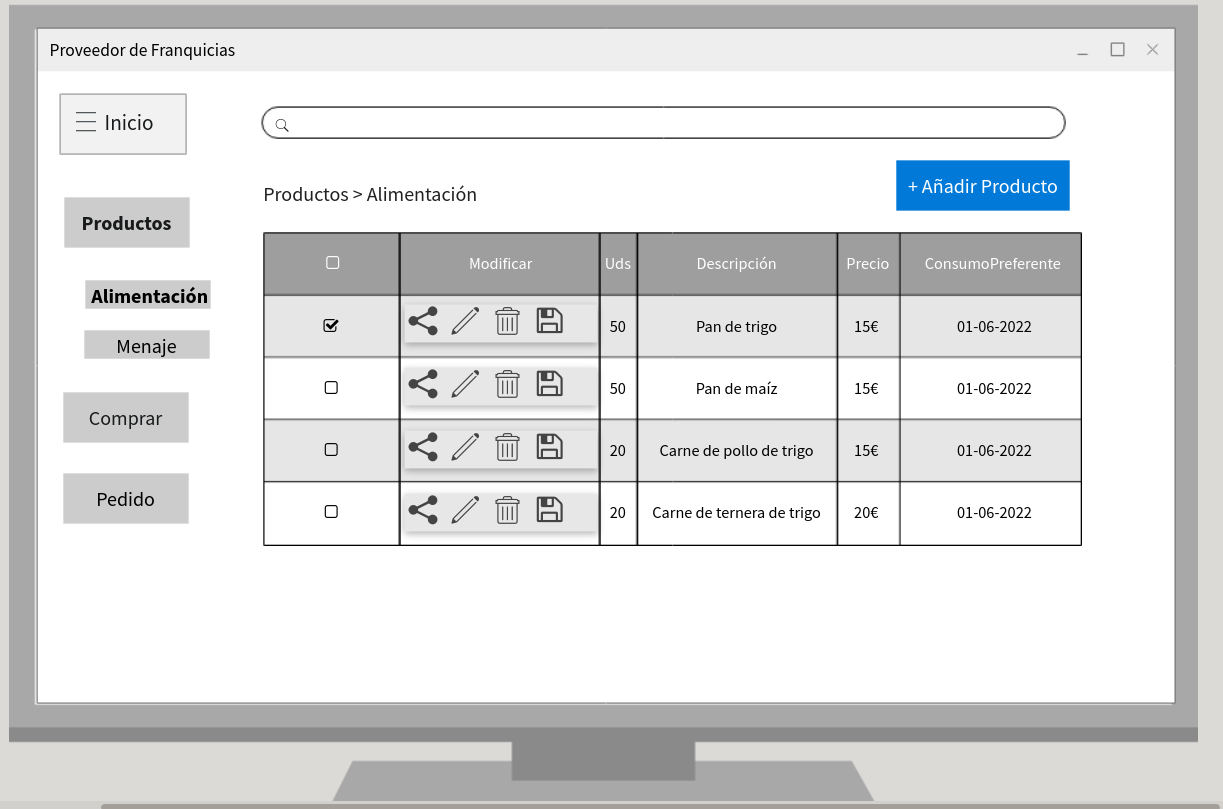 Proveedor de Franquicias
Inicio
Productos > Alimentación
+ Añadir Producto
Productos
Alimentación
Menaje
Comprar
Pedido
Modificar Uds Descripción Precio ConsumoPreferente
50 Pan de trigo 15€ 01-06-2022
50 Pan de maíz 15€ 01-06-2022
20 Carne de pollo de trigo 15€ 01-06-2022
20 Carne de ternera de trigo 20€ 01-06-2022